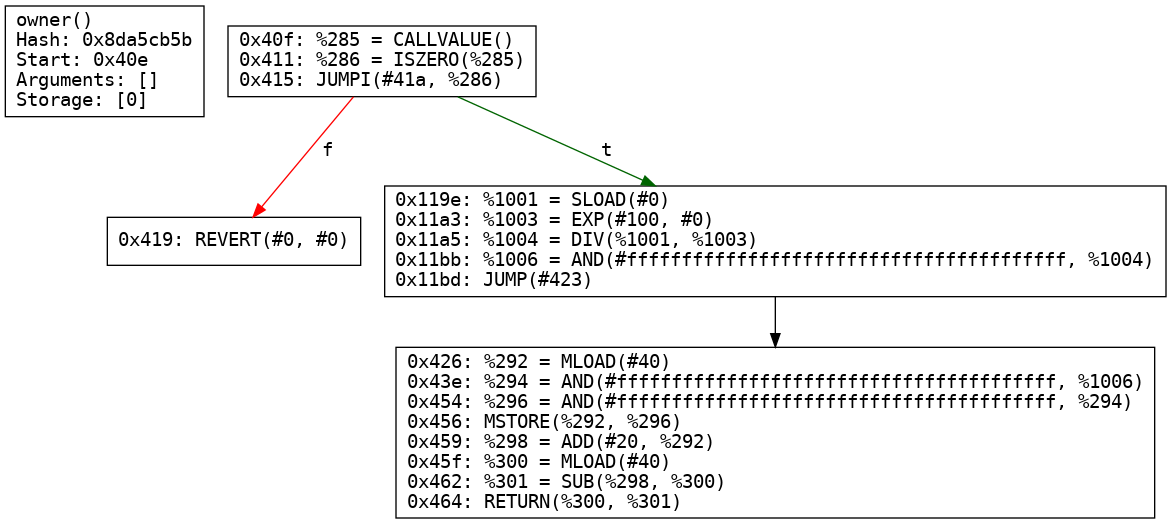 owner()
Hash: 0x8da5cb5b
Start: 0x40e
Arguments: []
Storage: [0]
0x40f: %285 = CALLVALUE()
0x411: %286 = ISZERO(%285)
0x415: JUMPI(#41a, %286)
f
t
0x419: REVERT(#0, #0)
0x119e: %1001 = SLOAD(#0)
0x11a3: %1003 = EXP(#100, #0)
0x11a5: %1004 = DIV(%1001, %1003)
0x11bb: %1006 = AND(#ffffffffffffffffffffffffffffffffffffffff, %1004)
0x11bd: JUMP(#423)
0x426: %292 = MLOAD(#40)
0x43e: %294 = AND(#ffffffffffffffffffffffffffffffffffffffff, %1006)
0x454: %296 = AND(#ffffffffffffffffffffffffffffffffffffffff, %294)
0x456: MSTORE(%292, %296)
0x459: %298 = ADD(#20, %292)
0x45f: %300 = MLOAD(#40)
0x462: %301 = SUB(%298, %300)
0x464: RETURN(%300, %301)